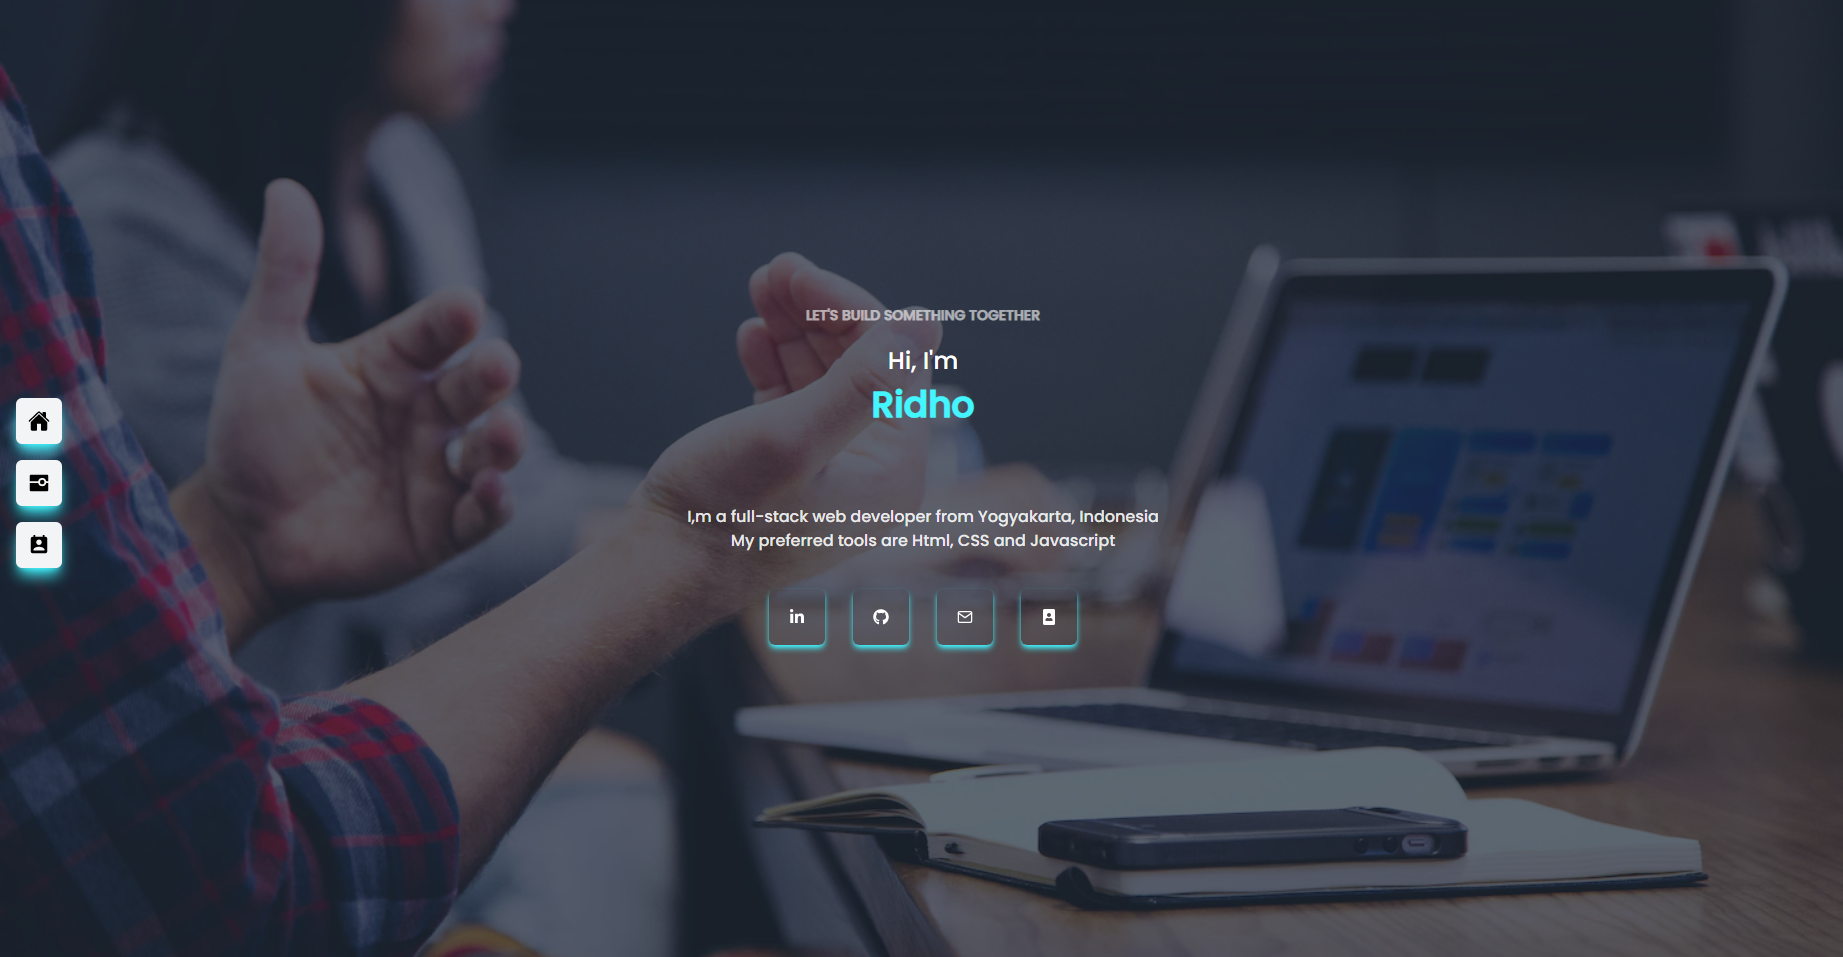 LET'S BUILD SOMETHING TOGETHER
Hi, I'm
Ridho
I,m a full-stack web developer from Yogyakarta, Indonesia
My preferred tools are Html, CSS and Javascript
in